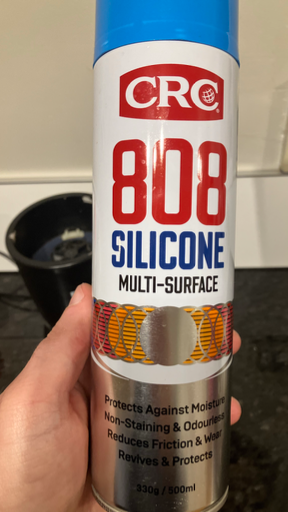 CRC®
808
SILICONE
MULTI-SURFACE
Protects Against Moisture
Non-Staining & Odourless
Reduces Friction & Wear
Revives & Protects
330g / 500ml